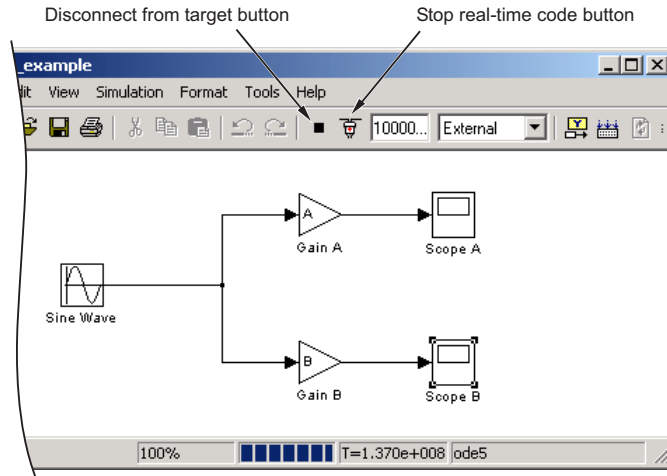 Disconnect from target button
Stop real-time code button
_example
dit View Simulation Format Tools Help
10000... External
A
Gain A
Scope A
Sine Wave
B
Gain B
Scope B
100% T=1.370e+008 ode5